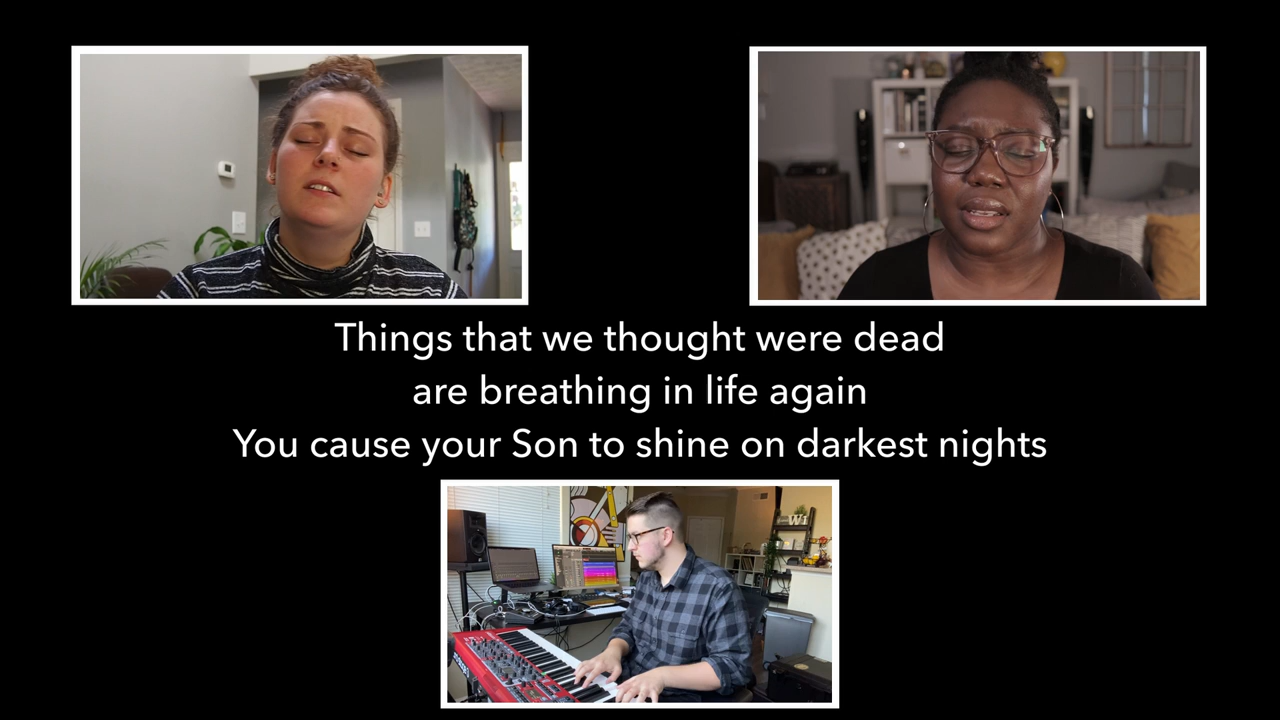 Things that we thought were dead
are breathing in life again
You cause your Son to shine on darkest nights